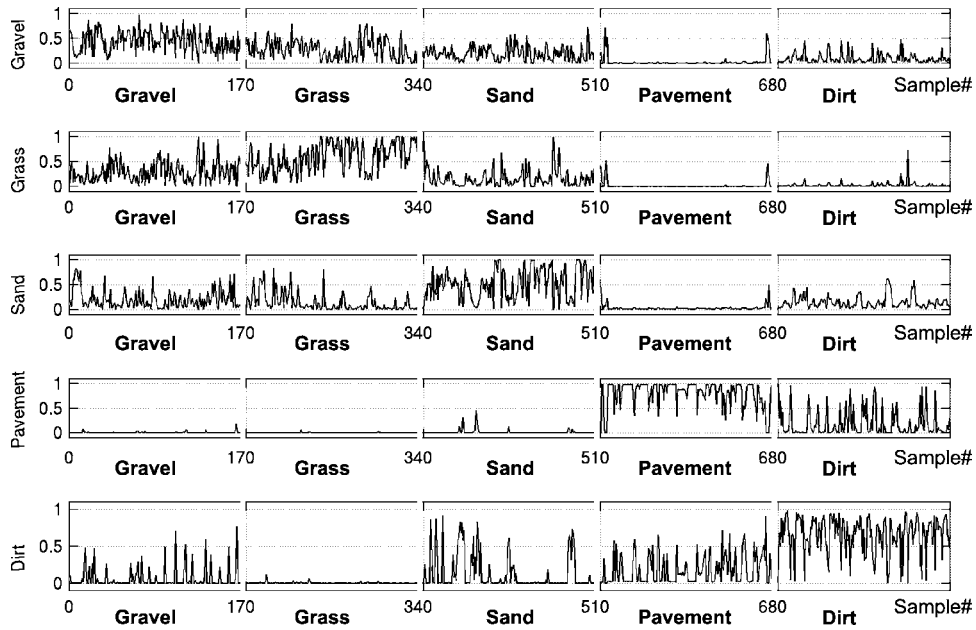 Gravel
1
0.5
0
0 170 340 510 680 Sample#
Gravel Grass Sand Pavement Dirt
Grass
1
0.5
0
0 170 340 510 680 Sample#
Gravel Grass Sand Pavement Dirt
Sand
1
0.5
0
0 170 340 510 680 Sample#
Gravel Grass Sand Pavement Dirt
Pavement
1
0.5
0
0 170 340 510 680 Sample#
Gravel Grass Sand Pavement Dirt
Dirt
1
0.5
0
0 170 340 510 680 Sample#
Gravel Grass Sand Pavement Dirt